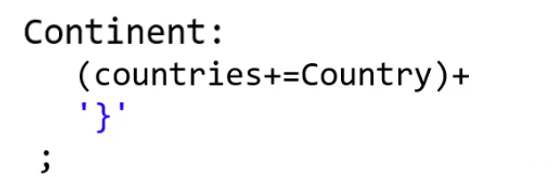 Continent:
(countries+=Country)+
'}'
;